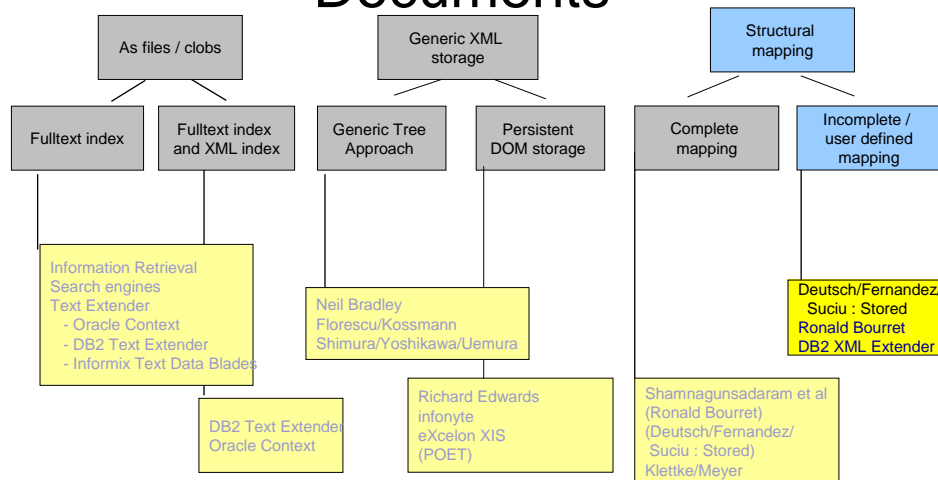 Documents
As files / clobs
Generic XML
storage
Structural
mapping
Fulltext index
Fulltext index
and XML index
Generic Tree
Approach
Persistent
DOM storage
Complete
mapping
Incomplete /
user defined
mapping
Information Retrieval
Search engines
Text Extender
- Oracle Context
- DB2 Text Extender
- Informix Text Data Blades
DB2 Text Extender
Oracle Context
Neil Bradley
Florescu/Kossmann
Shimura/Yoshikawa/Uemura
Richard Edwards
infonyte
eXcelon XIS
(POET)
Deutsch/Fernandez/
Suciu : Stored
Ronald Bourret
DB2 XML Extender
Shamnagunsadaram et al
(Ronald Bourret)
(Deutsch/Fernandez/
Suciu : Stored)
Klettke/Meyer